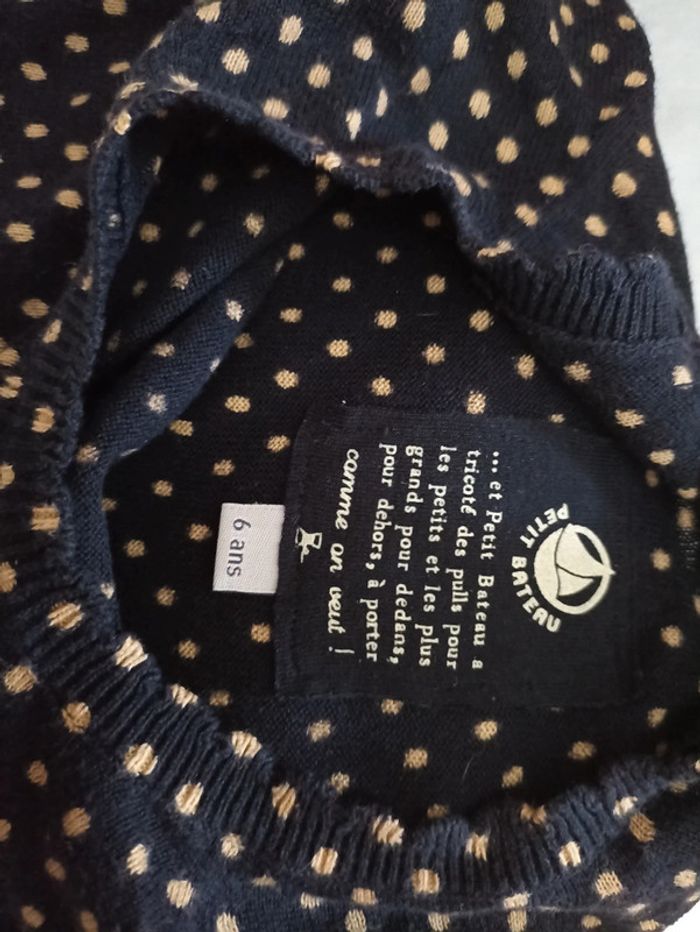 PETIT BATEAU
...et Petit Bateau a
tricoté des pulls pour
les petits et les plus
grands pour dedans,
pour dehors, à porter
comme on veut !
6 ans